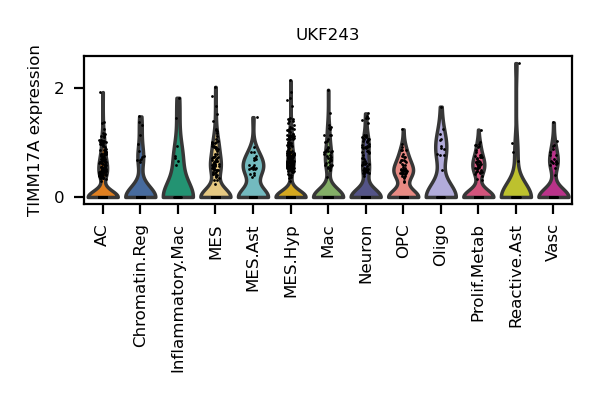 UKF243
TIMM17A expression
2
0
AC
Chromatin.Reg
Inflammatory.Mac
MES
MES.Ast
MES.Hyp
Mac
Neuron
OPC
Oligo
Prolif.Metab
Reactive.Ast
Vasc